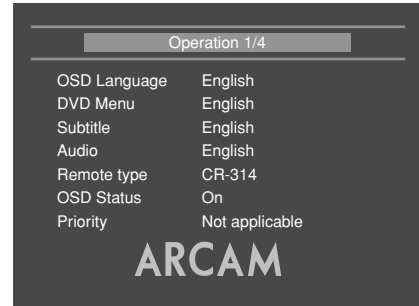 Operation 1/4
OSD Language English
DVD Menu English
Subtitle English
Audio English
Remote type CR-314
OSD Status On
Priority Not applicable
ARCAM